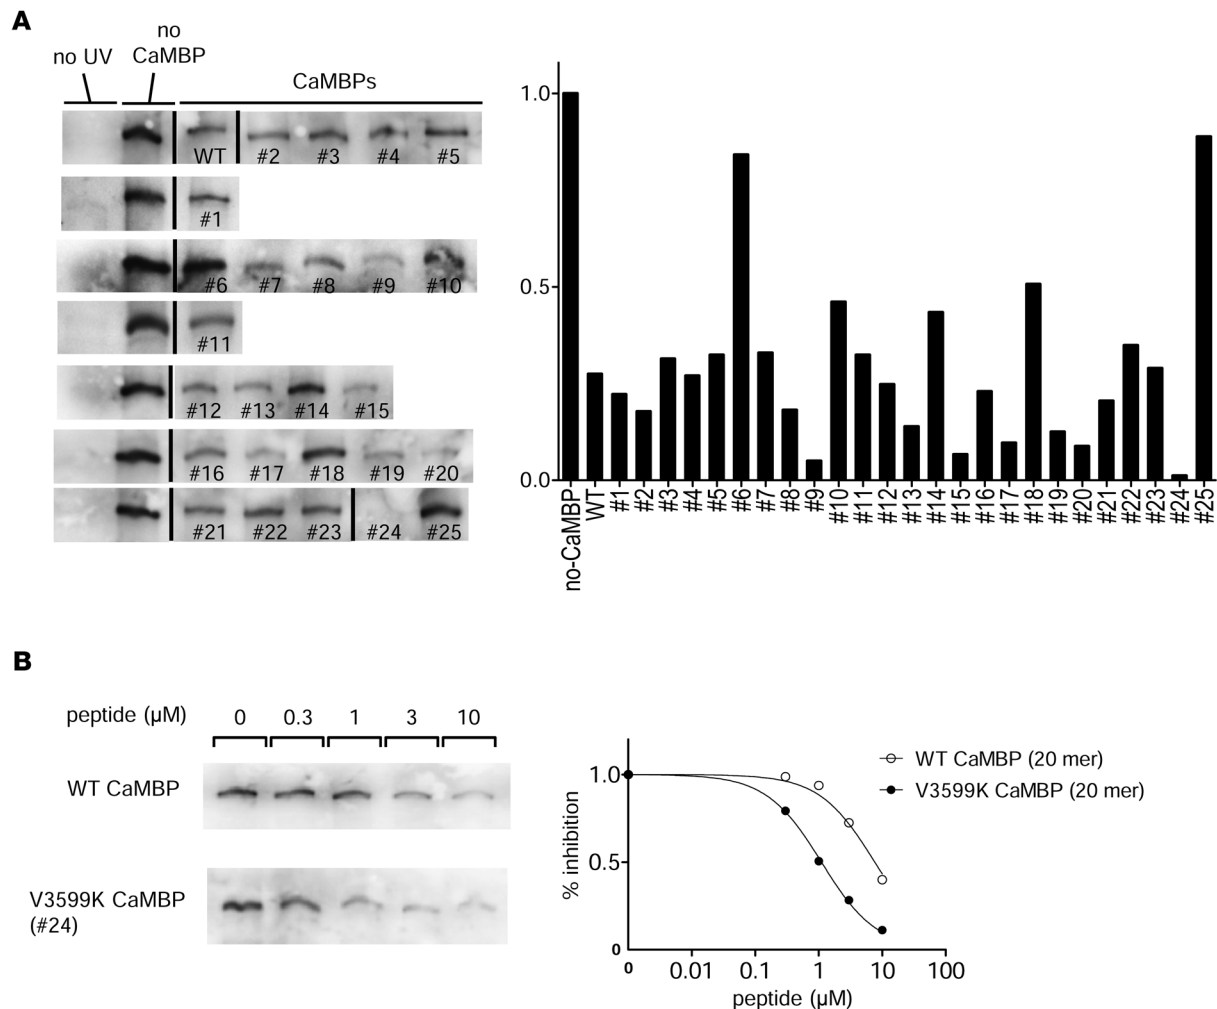 A
no UV
no
CaMBP
CaMBPs
WT #2 #3 #4 #5
#1
#6 #7 #8 #9 #10
#11
#12 #13 #14 #15
#16 #17 #18 #19 #20
#21 #22 #23 #24 #25
1.0
0.5
0.0
no-CaMBP WT #1 #2 #3 #4 #5 #6 #7 #8 #9 #10 #11 #12 #13 #14 #15 #16 #17 #18 #19 #20 #21 #22 #23 #24 #25
B
peptide (μM) 0 0.3 1 3 10
WT CaMBP
V3599K CaMBP
(#24)
% inhibition
1.0
0.5
0
0 0.01 0.1 1 10 100
peptide (μM)
WT CaMBP (20 mer)
V3599K CaMBP (20 mer)